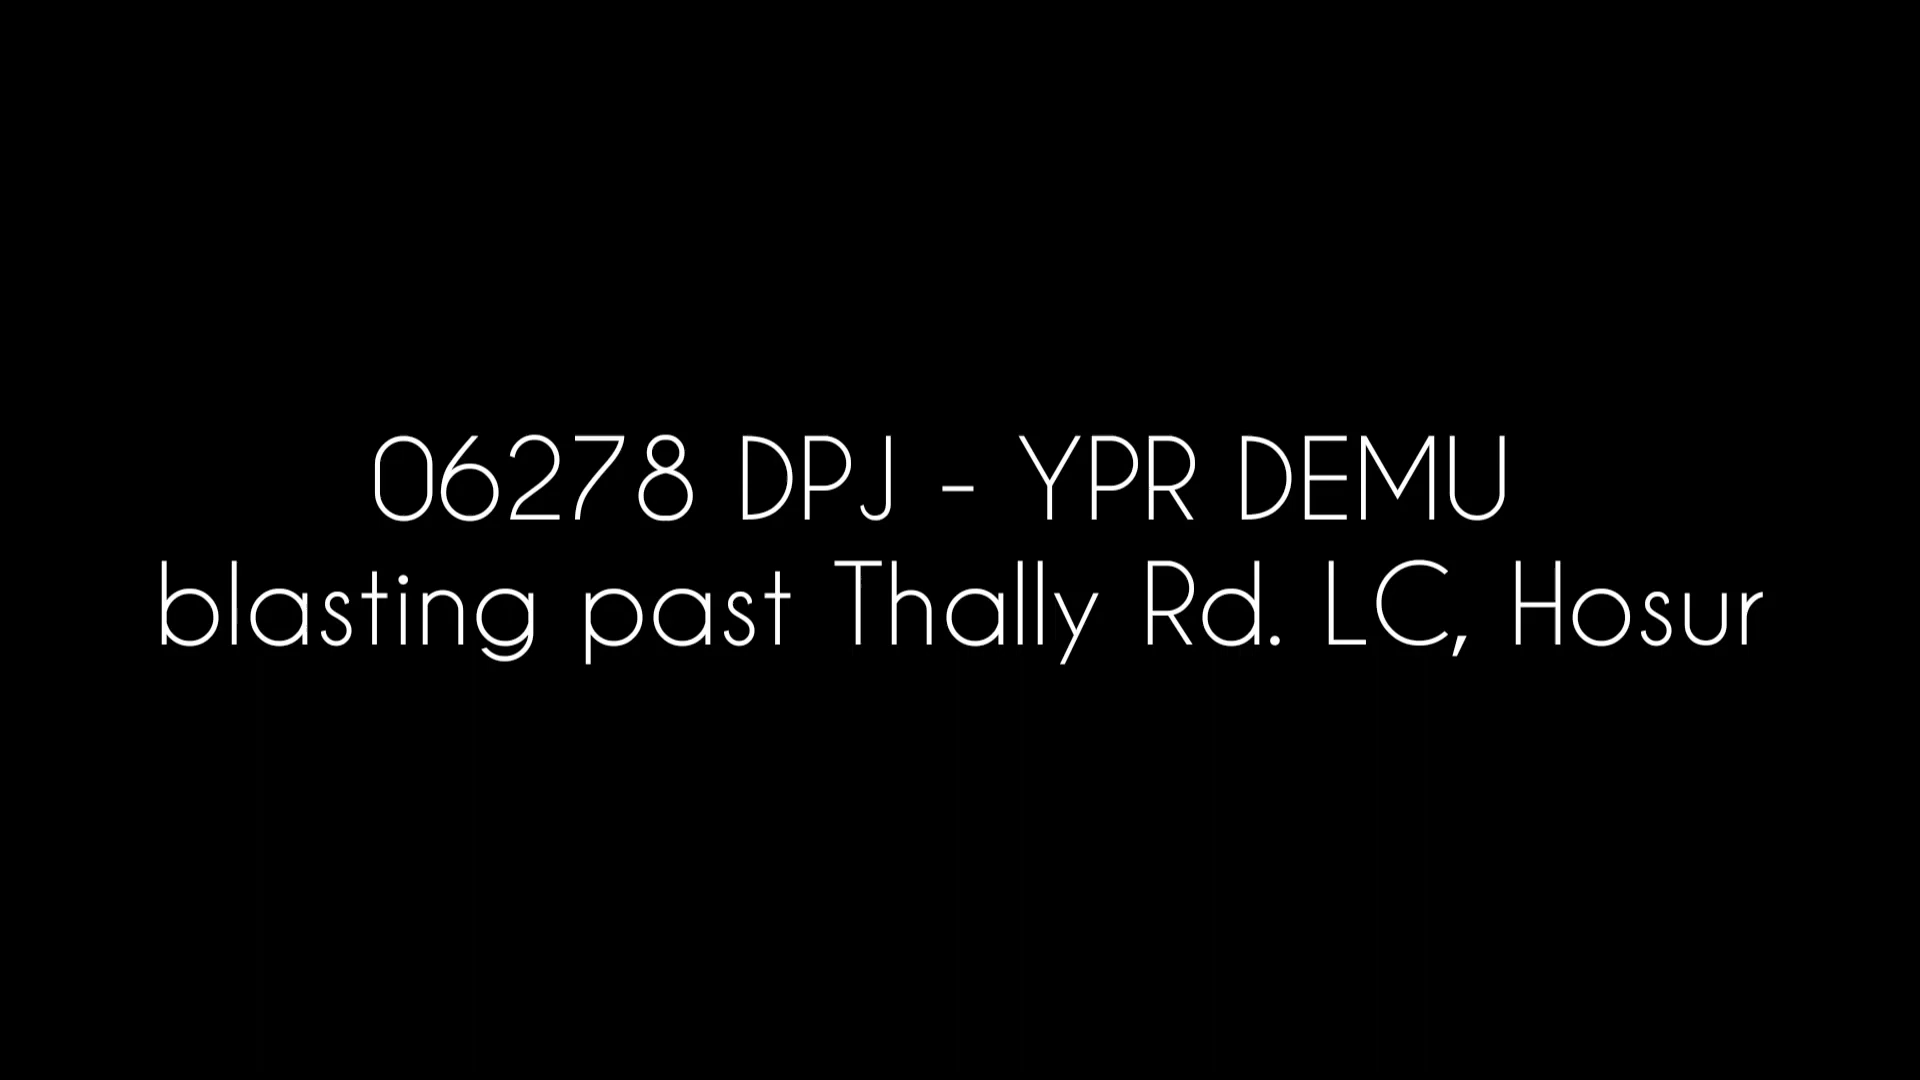 06278 DPJ - YPR DEMU
blasting past Thally Rd. LC, Hosur